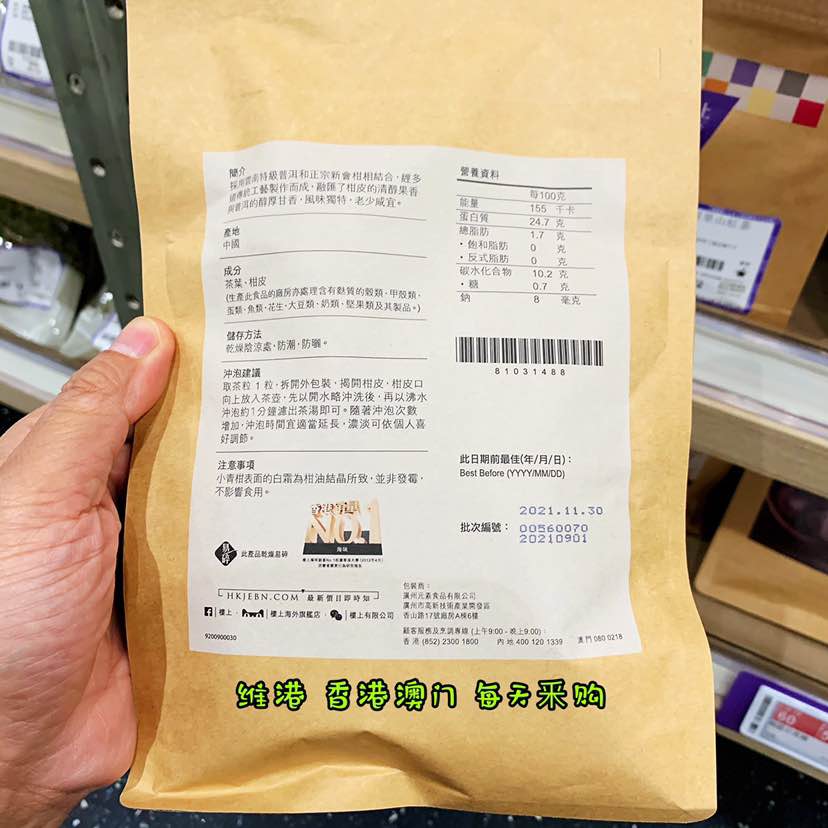 簡介
採用雲南特級普洱和正宗新會柑相結合，經多
道傳統工藝製作而成，融匯了柑皮的清醇果香
與普洱的醇厚甘香，風味獨特，老少咸宜。
產地
中國
成分
茶葉、柑皮
(生產此食品的廠房亦處理含有麩質的穀類、甲殼類、
蛋類、魚類、花生、大豆類、奶類、堅果類及其製品。)
儲存方法
乾燥陰涼處、防潮，防曬。
沖泡建議
取茶粒1粒，拆開外包裝，揭開柑皮，柑皮口
向上放入茶壺，先以開水略沖洗後，再以沸水
沖泡約1分鐘濾出茶湯即可。隨著沖泡次數
增加，沖泡時間宜適當延長，濃淡可依個人喜
好調節。
注意事項
小青柑表面的白霜為柑油結晶所致，並非發霉，
不影響食用。
NO.1
海味
易碎
此產品乾燥易碎
HKJEBN.COM 最新價目即時知
樓上 · 樓上海外旗艦店 · 樓上有限公司
9200900030
營養資料
每100克
能量 155 千卡
蛋白質 24.7 克
總脂肪 1.7 克
・飽和脂肪 0 克
・反式脂肪 0 克
碳水化合物 10.2 克
・糖 0.7 克
鈉 8 毫克
81031488
此日期前最佳(年/月/日)：
Best Before (YYYY/MM/DD)
2021.11.30
批次編號： 00560070
20210901
包裝商：
廣州元素食品有限公司
廣州市高新技術產業開發區
香山路17號廠房A棟6樓
顧客服務及烹調專線 (上午9:00 - 晚上9:00)：
香港 (852) 2300 1800 內地 400 120 1339 澳門 080 0218
维港 香港澳门 每天采购